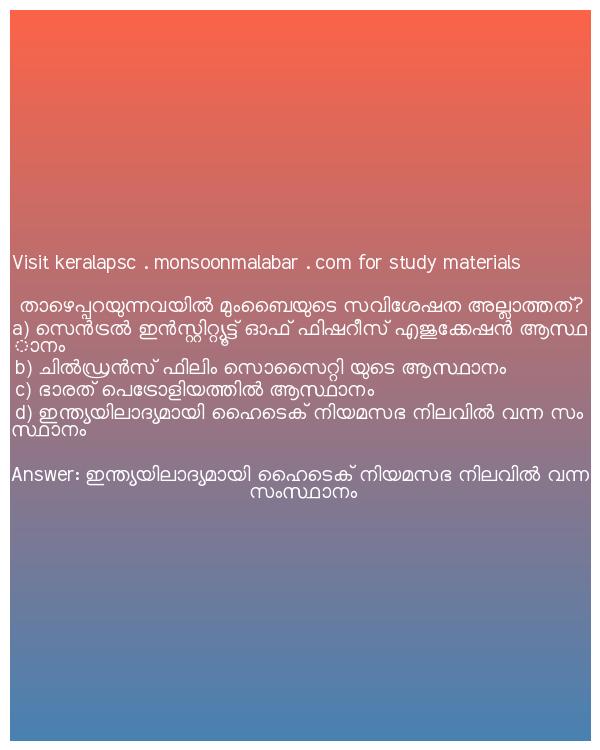 Visit keralapsc . monsoonmalabar . com for study materials
താഴെപ്പറയുന്നവയിൽ മുംബൈയുടെ സവിശേഷത അല്ലാത്തത്?
a) സെൻട്രൽ ഇൻസ്റ്റിറ്റ്യൂട്ട് ഓഫ് ഫിഷറീസ് എജുക്കേഷൻ ആസ്ഥ
ാനം
b) ചിൽഡ്രൻസ് ഫിലിം സൊസൈറ്റി യുടെ ആസ്ഥാനം
c) ഭാരത് പെട്രോളിയത്തിൽ ആസ്ഥാനം
d) ഇന്ത്യയിലാദ്യമായി ഹൈടെക് നിയമസഭ നിലവിൽ വന്ന സം
സ്ഥാനം
Answer: ഇന്ത്യയിലാദ്യമായി ഹൈടെക് നിയമസഭ നിലവിൽ വന്ന
സംസ്ഥാനം